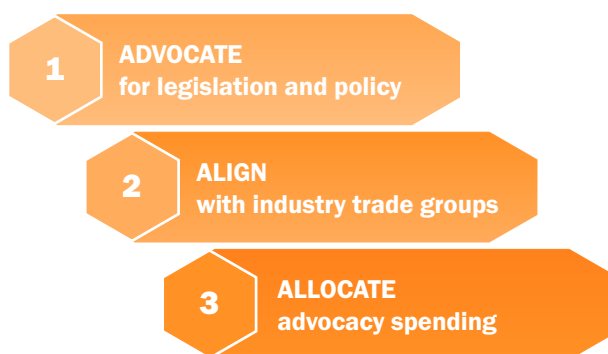 1
ADVOCATE
for legislation and policy
2
ALIGN
with industry trade groups
3
ALLOCATE
advocacy spending